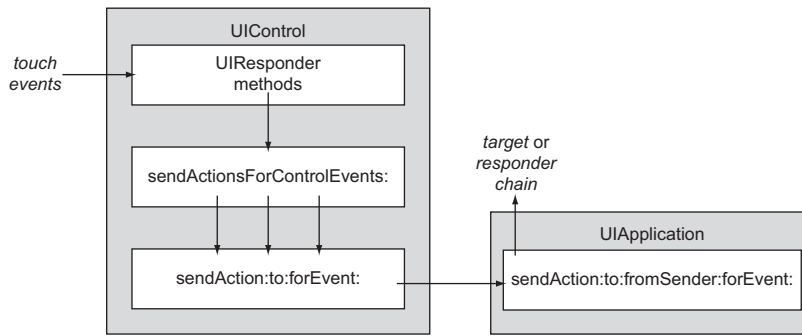 UIControl
touch
events
UIResponder
methods
sendActionsForControlEvents:
sendAction:to:forEvent:
target or
responder
chain
UIApplication
sendAction:to:fromSender:forEvent: